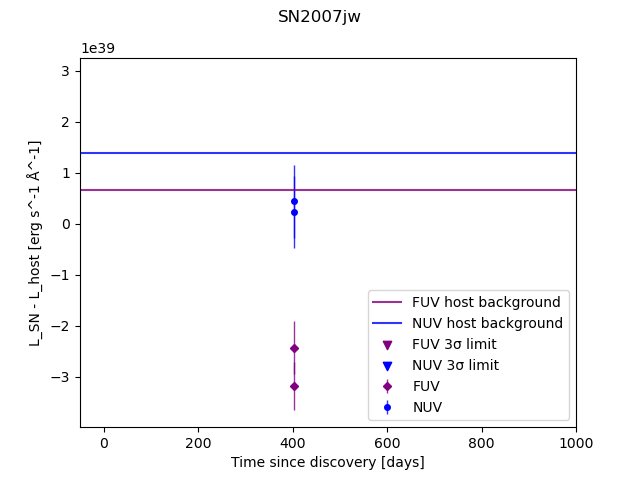 SN2007jw
1e39
3
2
1
0
−1
−2
−3
L_SN - L_host [erg s^-1 Å^-1]
FUV host background
NUV host background
FUV 3σ limit
NUV 3σ limit
FUV
NUV
0 200 400 600 800 1000
Time since discovery [days]